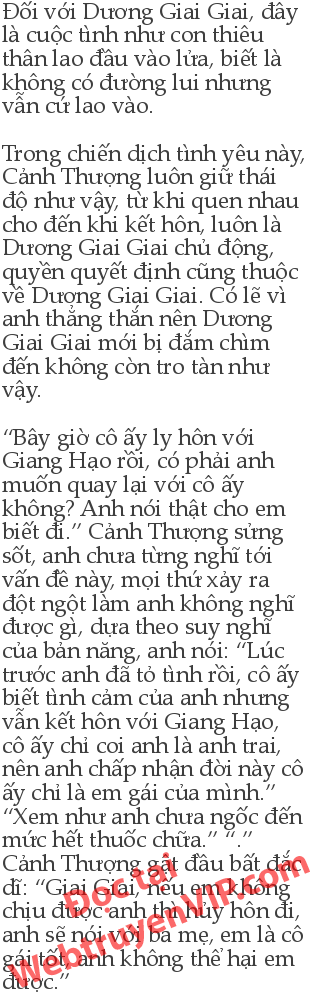 Đối với Dương Giai Giai, đây
là cuộc tình như con thiêu
thân lao đầu vào lửa, biết là
không có đường lui nhưng
vẫn cứ lao vào.
Trong chiến dịch tình yêu này,
Cảnh Thượng luôn giữ thái
độ như vậy, từ khi quen nhau
cho đến khi kết hôn, luôn là
Dương Giai Giai chủ động,
quyền quyết định cũng thuộc
về Dương Giai Giai. Có lẽ vì
anh thẳng thắn nên Dương
Giai Giai mới bị đắm chìm
đến không còn tro tàn như
vậy.
“Bây giờ cô ấy ly hôn với
Giang Hạo rồi, có phải anh
muốn quay lại với cô ấy
không? Anh nói thật cho em
biết đi.” Cảnh Thượng sửng
sốt, anh chưa từng nghĩ tới
vấn đề này, mọi thứ xảy ra
đột ngột làm anh không nghĩ
được gì, dựa theo suy nghĩ
của bản năng, anh nói: “Lúc
trước anh đã tỏ tình rồi, cô ấy
biết tình cảm của anh nhưng
vẫn kết hôn với Giang Hạo,
cô ấy chỉ coi anh là anh trai,
nên anh chấp nhận đời này cô
ấy chỉ là em gái của mình.”
“Xem như anh chưa ngốc đến
mức hết thuốc chữa.” “.”
Cảnh Thượng gật đầu bất đắc
dĩ: “Giai Giai, nếu em không
chịu được anh thì hủy hôn đi,
anh sẽ nói với ba mẹ, em là cô
gái tốt, anh không thể hại em
được.”
Đọc tại
WebtruyenVIP.com